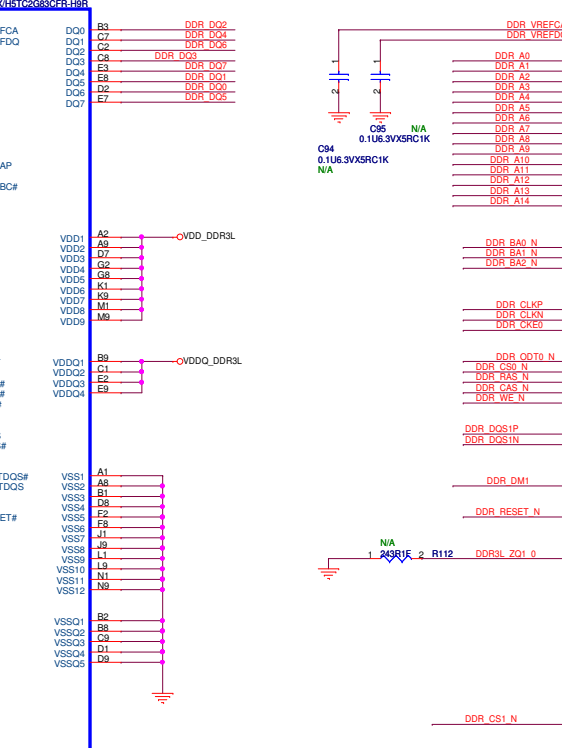 X/H5TC2G83CFR-H9R
FCA DQ0 B3 DDR_DQ2
FDQ DQ1 C7 DDR_DQ4
DQ2 C2 DDR_DQ6
DQ3 C8 DDR_DQ3
DQ4 E3 DDR_DQ7
DQ5 E8 DDR_DQ1
DQ6 D2 DDR_DQ0
DQ7 E7 DDR_DQ5
AP
BC#
VDD1 A2 VDD_DDR3L
VDD2 A9
VDD3 D7
VDD4 G2
VDD5 G8
VDD6 K1
VDD7 K9
VDD8 M1
VDD9 M9
VDDQ1 B9 VDDQ_DDR3L
VDDQ2 C1
# VDDQ3 E2
# VDDQ4 E9
#
S
#
TDQS# VSS1 A1
TDQS VSS2 A8
VSS3 B1
VSS4 D8
ET# VSS5 F2
VSS6 F8
VSS7 J1
VSS8 J9
VSS9 L1
VSS10 L9
VSS11 N1
VSS12 N9
VSSQ1 B2
VSSQ2 B8
VSSQ3 C9
VSSQ4 D1
VSSQ5 D9
DDR_VREFCA
DDR_VREFDQ
1 1
2 2
C95 N/A
0.1U6.3VX5RC1K
C94
0.1U6.3VX5RC1K
N/A
DDR_A0
DDR_A1
DDR_A2
DDR_A3
DDR_A4
DDR_A5
DDR_A6
DDR_A7
DDR_A8
DDR_A9
DDR_A10
DDR_A11
DDR_A12
DDR_A13
DDR_A14
DDR_BA0_N
DDR_BA1_N
DDR_BA2_N
DDR_CLKP
DDR_CLKN
DDR_CKE0
DDR_ODT0_N
DDR_CS0_N
DDR_RAS_N
DDR_CAS_N
DDR_WE_N
DDR_DQS1P
DDR_DQS1N
DDR_DM1
DDR_RESET_N
N/A
1 243R1F 2 R112 DDR3L_ZQ1_0
DDR_CS1_N